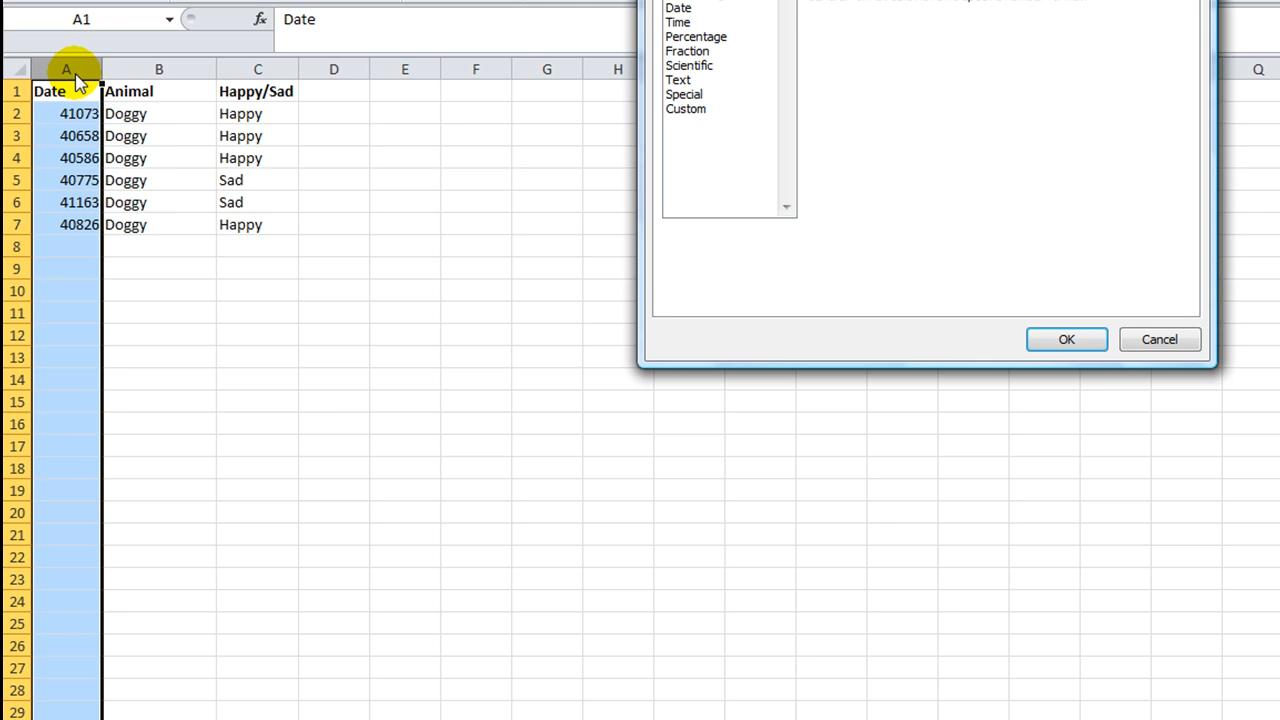 A1 fx Date
Date
Time
Percentage
Fraction
Scientific
Text
Special
Custom
OK Cancel
A B C D E F G H Q
1 Date Animal Happy/Sad
2 41073 Doggy Happy
3 40658 Doggy Happy
4 40586 Doggy Happy
5 40775 Doggy Sad
6 41163 Doggy Sad
7 40826 Doggy Happy
8
9
10
11
12
13
14
15
16
17
18
19
20
21
22
23
24
25
26
27
28
29